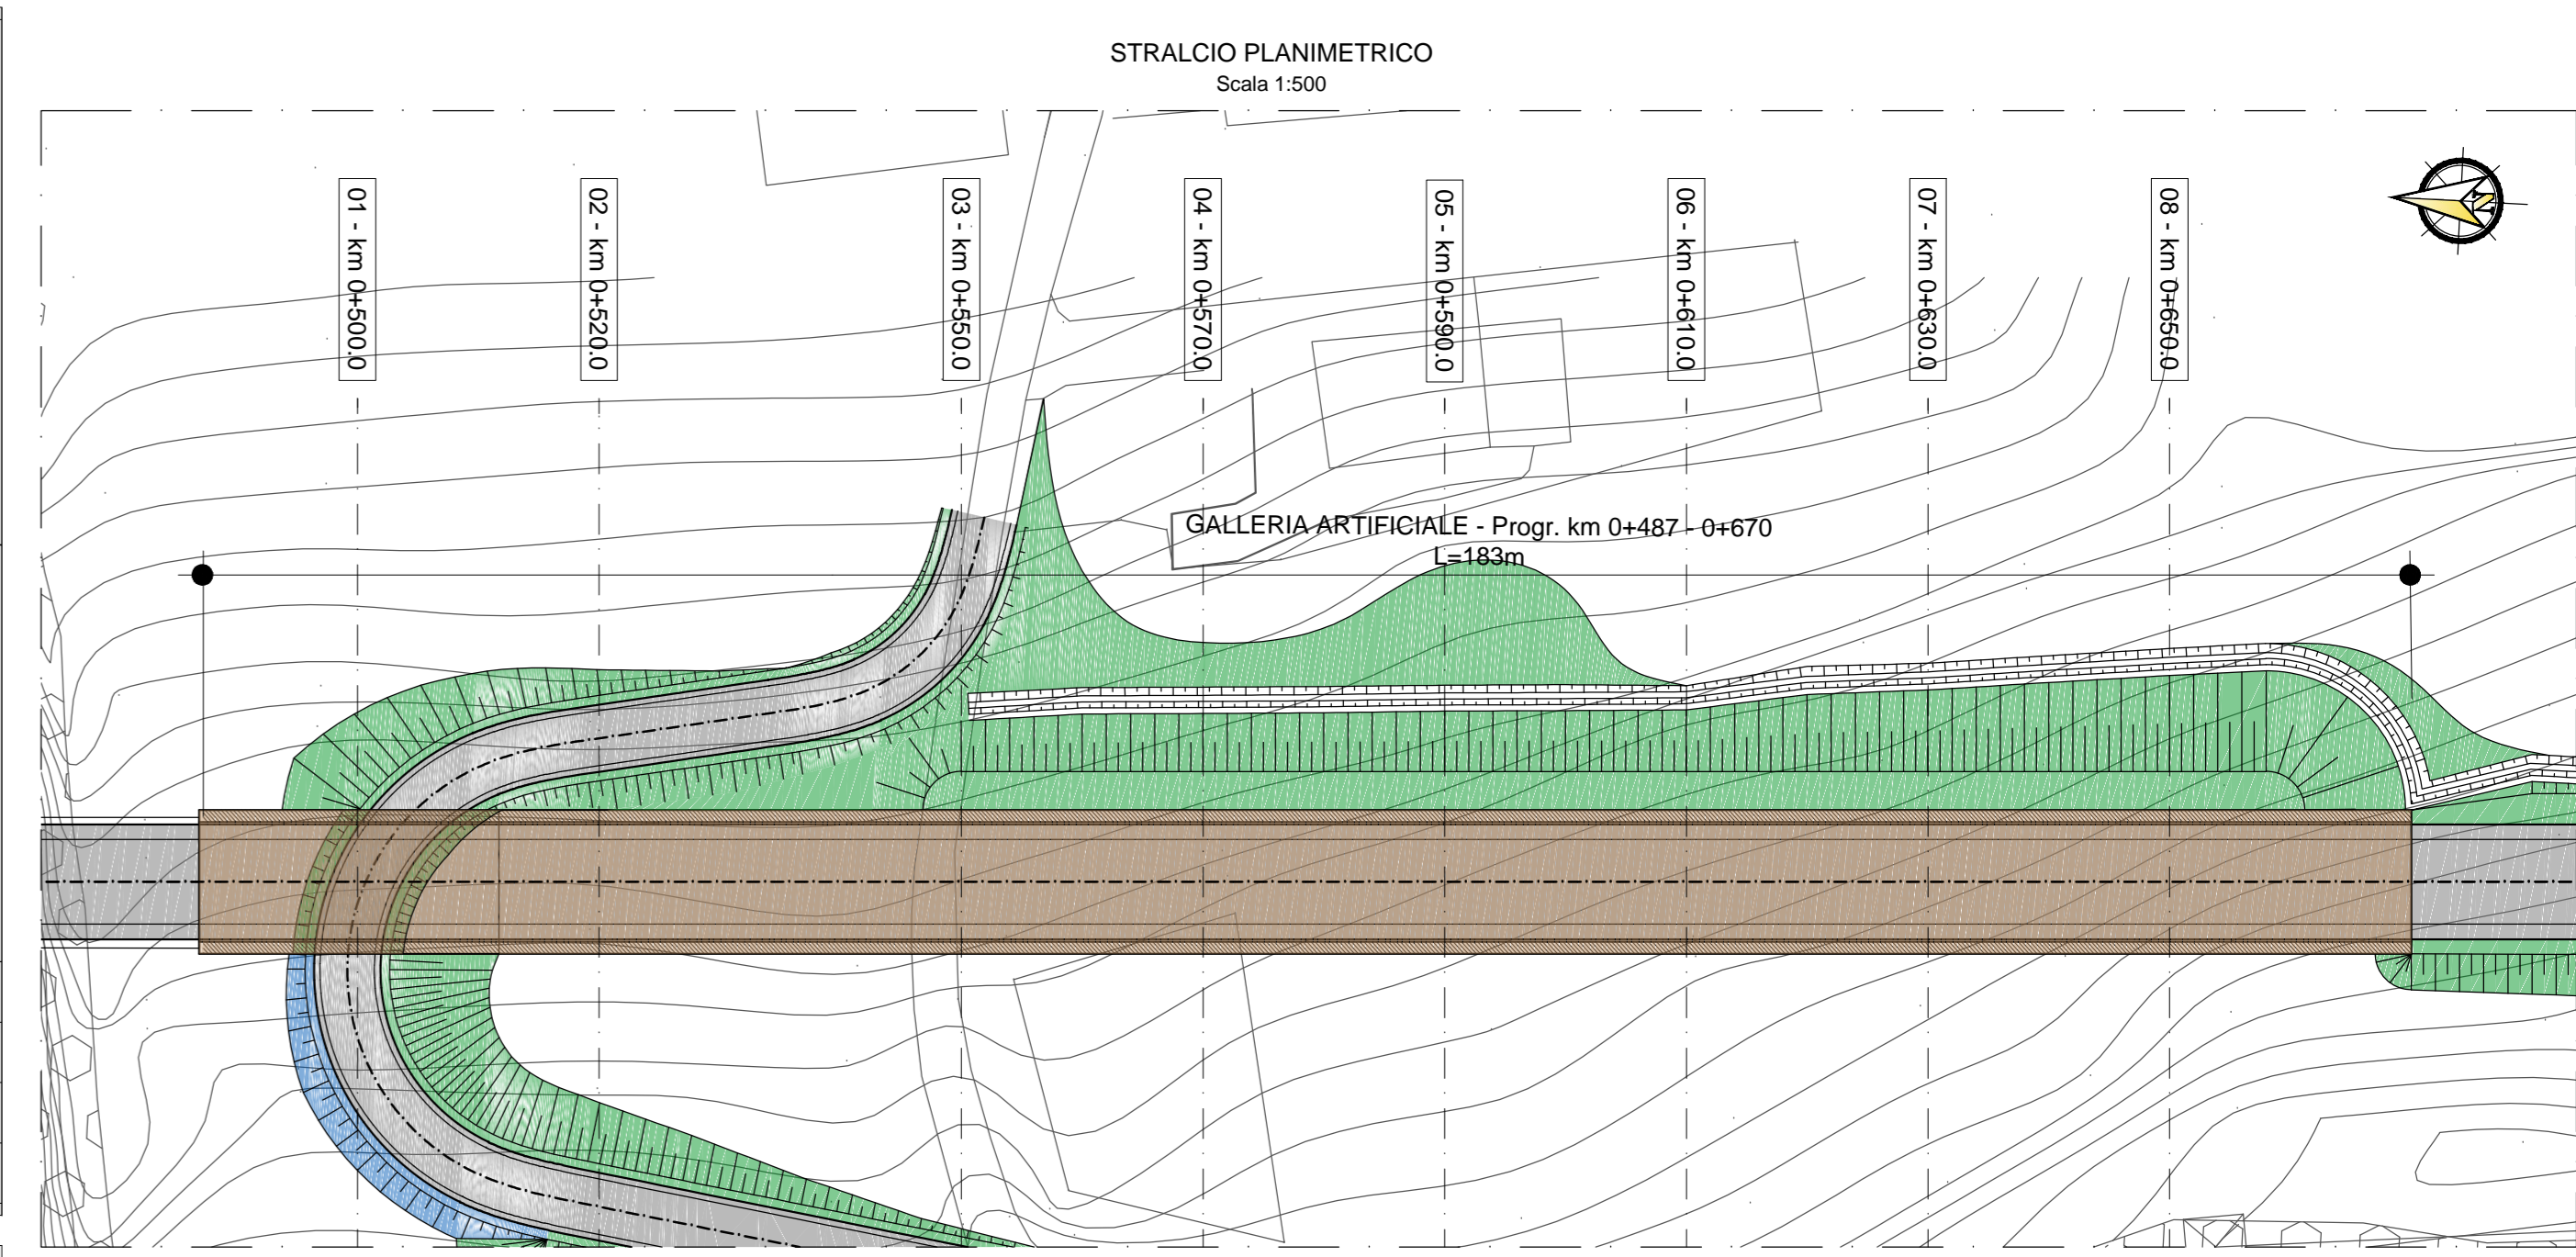 STRALCIO PLANIMETRICO
Scala 1:500
01 - km 0+500.0
02 - km 0+520.0
03 - km 0+550.0
04 - km 0+570.0
05 - km 0+590.0
06 - km 0+610.0
07 - km 0+630.0
08 - km 0+650.0
N
GALLERIA ARTIFICIALE - Progr. km 0+487 - 0+670
L=183m